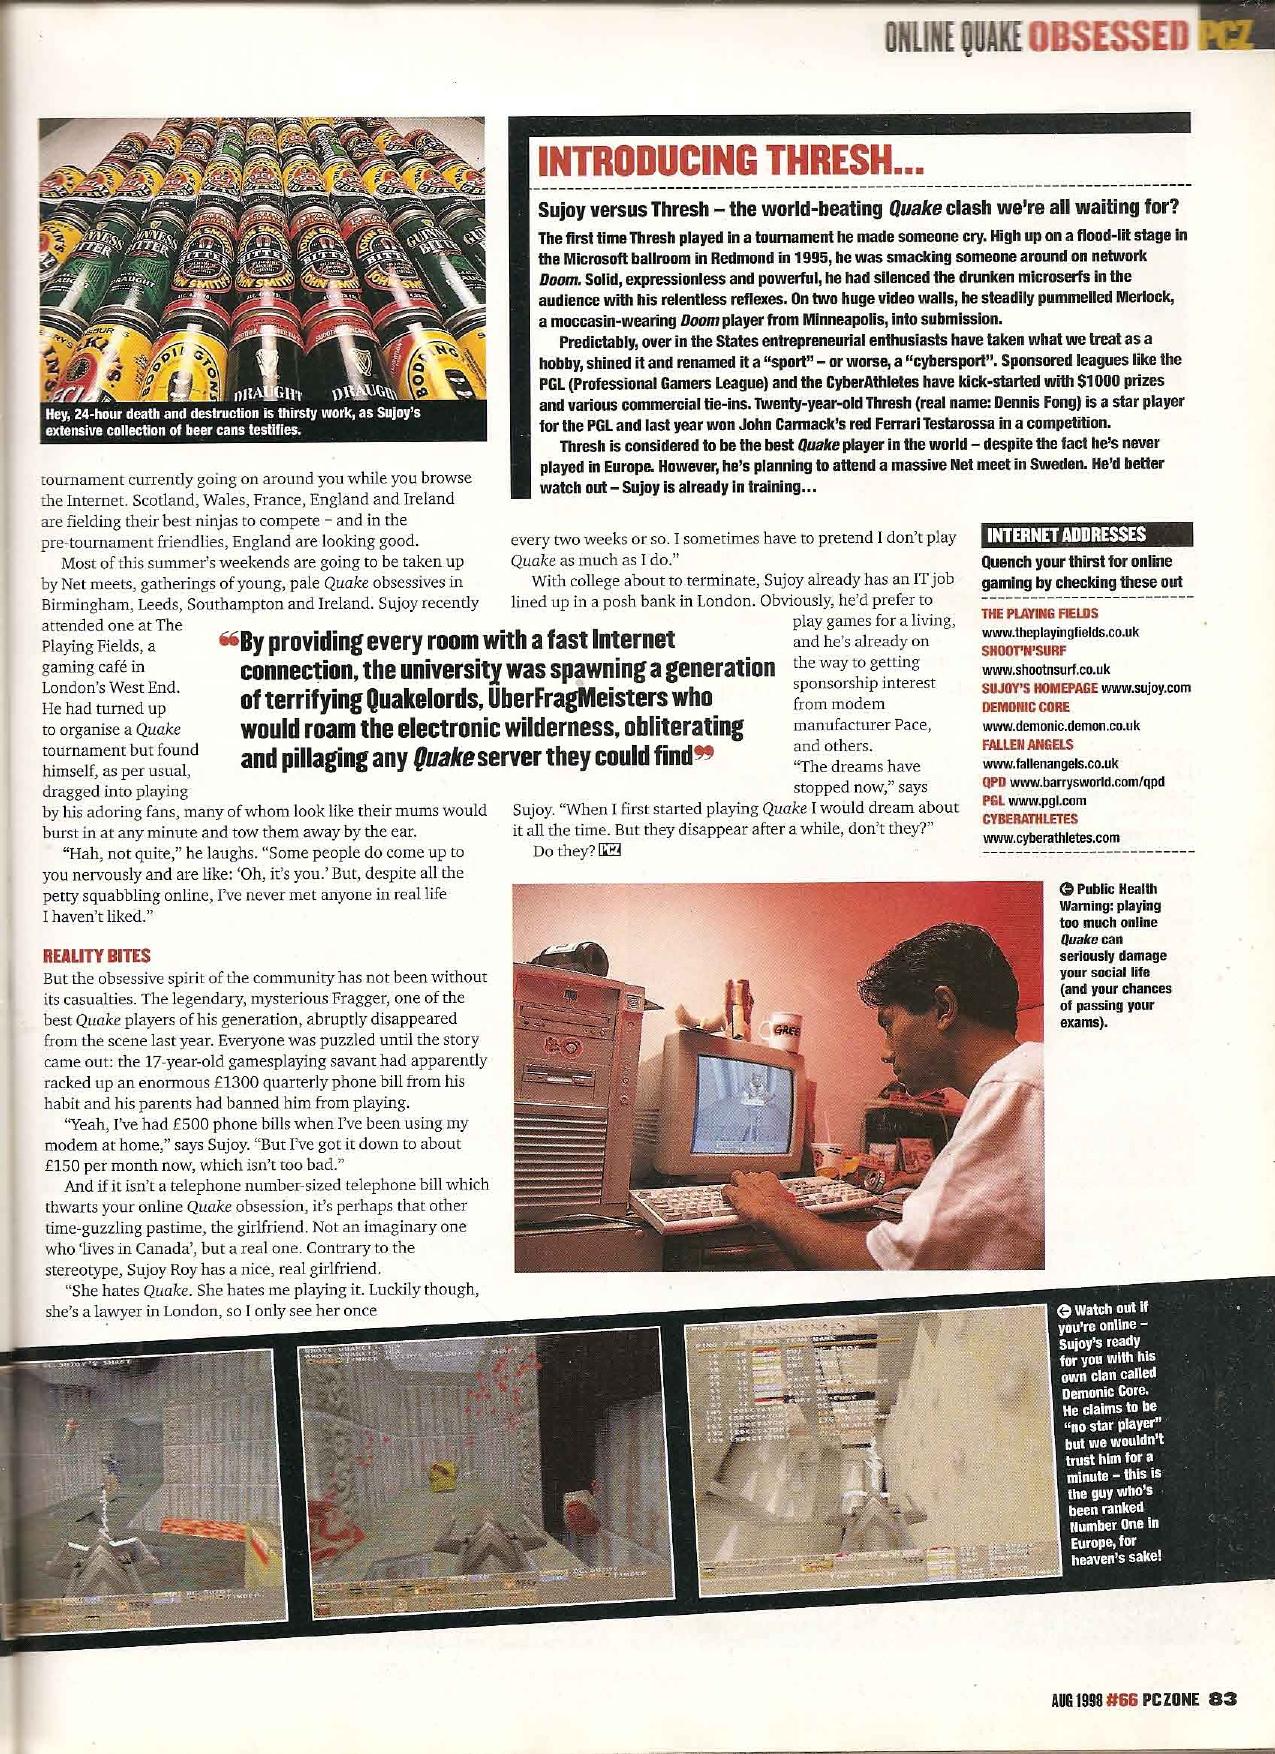 ONLINE QUAKE OBSESSED PCZ
Hey, 24-hour death and destruction is thirsty work, as Sujoy's
extensive collection of beer cans testifies.
tournament currently going on around you while you browse
the Internet. Scotland, Wales, France, England and Ireland
are fielding their best ninjas to compete – and in the
pre-tournament friendlies, England are looking good.
Most of this summer's weekends are going to be taken up
by Net meets, gatherings of young, pale Quake obsessives in
Birmingham, Leeds, Southampton and Ireland. Sujoy recently
attended one at The
Playing Fields, a
gaming café in
London's West End.
He had turned up
to organise a Quake
tournament but found
himself, as per usual,
dragged into playing
by his adoring fans, many of whom look like their mums would
burst in at any minute and tow them away by the ear.
"Hah, not quite," he laughs. "Some people do come up to
you nervously and are like: 'Oh, it's you.' But, despite all the
petty squabbling online, I've never met anyone in real life
I haven't liked."
REALITY BITES
But the obsessive spirit of the community has not been without
its casualties. The legendary, mysterious Fragger, one of the
best Quake players of his generation, abruptly disappeared
from the scene last year. Everyone was puzzled until the story
came out: the 17-year-old gamesplaying savant had apparently
racked up an enormous £1300 quarterly phone bill from his
habit and his parents had banned him from playing.
"Yeah, I've had £500 phone bills when I've been using my
modem at home," says Sujoy. "But I've got it down to about
£150 per month now, which isn't too bad."
And if it isn't a telephone number-sized telephone bill which
thwarts your online Quake obsession, it's perhaps that other
time-guzzling pastime, the girlfriend. Not an imaginary one
who 'lives in Canada', but a real one. Contrary to the
stereotype, Sujoy Roy has a nice, real girlfriend.
"She hates Quake. She hates me playing it. Luckily though,
she's a lawyer in London, so I only see her once
INTRODUCING THRESH...
Sujoy versus Thresh – the world-beating Quake clash we're all waiting for?
The first time Thresh played in a tournament he made someone cry. High up on a flood-lit stage in
the Microsoft ballroom in Redmond in 1995, he was smacking someone around on network
Doom. Solid, expressionless and powerful, he had silenced the drunken microserfs in the
audience with his relentless reflexes. On two huge video walls, he steadily pummelled Merlock,
a moccasin-wearing Doom player from Minneapolis, into submission.
Predictably, over in the States entrepreneurial enthusiasts have taken what we treat as a
hobby, shined it and renamed it a "sport" – or worse, a "cybersport". Sponsored leagues like the
PGL (Professional Gamers League) and the CyberAthletes have kick-started with $1000 prizes
and various commercial tie-ins. Twenty-year-old Thresh (real name: Dennis Fong) is a star player
for the PGL and last year won John Carmack's red Ferrari Testarossa in a competition.
Thresh is considered to be the best Quake player in the world – despite the fact he's never
played in Europe. However, he's planning to attend a massive Net meet in Sweden. He'd better
watch out – Sujoy is already in training...
every two weeks or so. I sometimes have to pretend I don't play
Quake as much as I do."
With college about to terminate, Sujoy already has an IT job
lined up in a posh bank in London. Obviously, he'd prefer to
play games for a living,
and he's already on
the way to getting
sponsorship interest
from modem
manufacturer Pace,
and others.
"The dreams have
stopped now," says
Sujoy. "When I first started playing Quake I would dream about
it all the time. But they disappear after a while, don't they?"
Do they? PCZ
"By providing every room with a fast Internet
connection, the university was spawning a generation
of terrifying Quakelords, ÜberFragMeisters who
would roam the electronic wilderness, obliterating
and pillaging any Quake server they could find"
INTERNET ADDRESSES
Quench your thirst for online
gaming by checking these out
THE PLAYING FIELDS
www.theplayingfields.co.uk
SHOOT'N'SURF
www.shootnsurf.co.uk
SUJOY'S HOMEPAGE www.sujoy.com
DEMONIC CORE
www.demonic.demon.co.uk
FALLEN ANGELS
www.fallenangels.co.uk
QPD www.barrysworld.com/qpd
PGL www.pgl.com
CYBERATHLETES
www.cyberathletes.com
Public Health
Warning: playing
too much online
Quake can
seriously damage
your social life
(and your chances
of passing your
exams).
Watch out if
you're online –
Sujoy's ready
for you with his
own clan called
Demonic Core.
He claims to be
"no star player"
but we wouldn't
trust him for a
minute – this is
the guy who's
been ranked
Number One in
Europe, for
heaven's sake!
AUG 1998 #66 PC ZONE 83